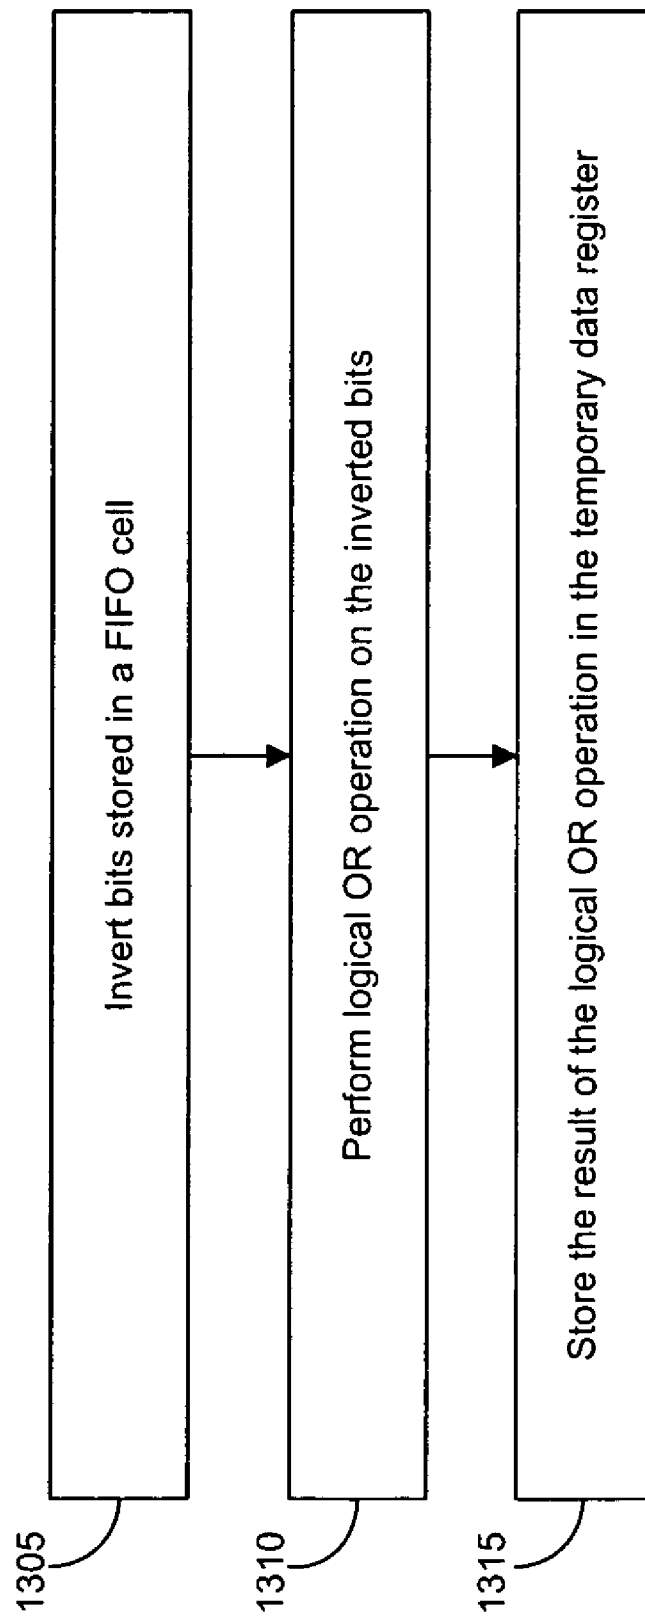 1305
Invert bits stored in a FIFO cell
1310
Perform logical OR operation on the inverted bits
1315
Store the result of the logical OR operation in the temporary data register